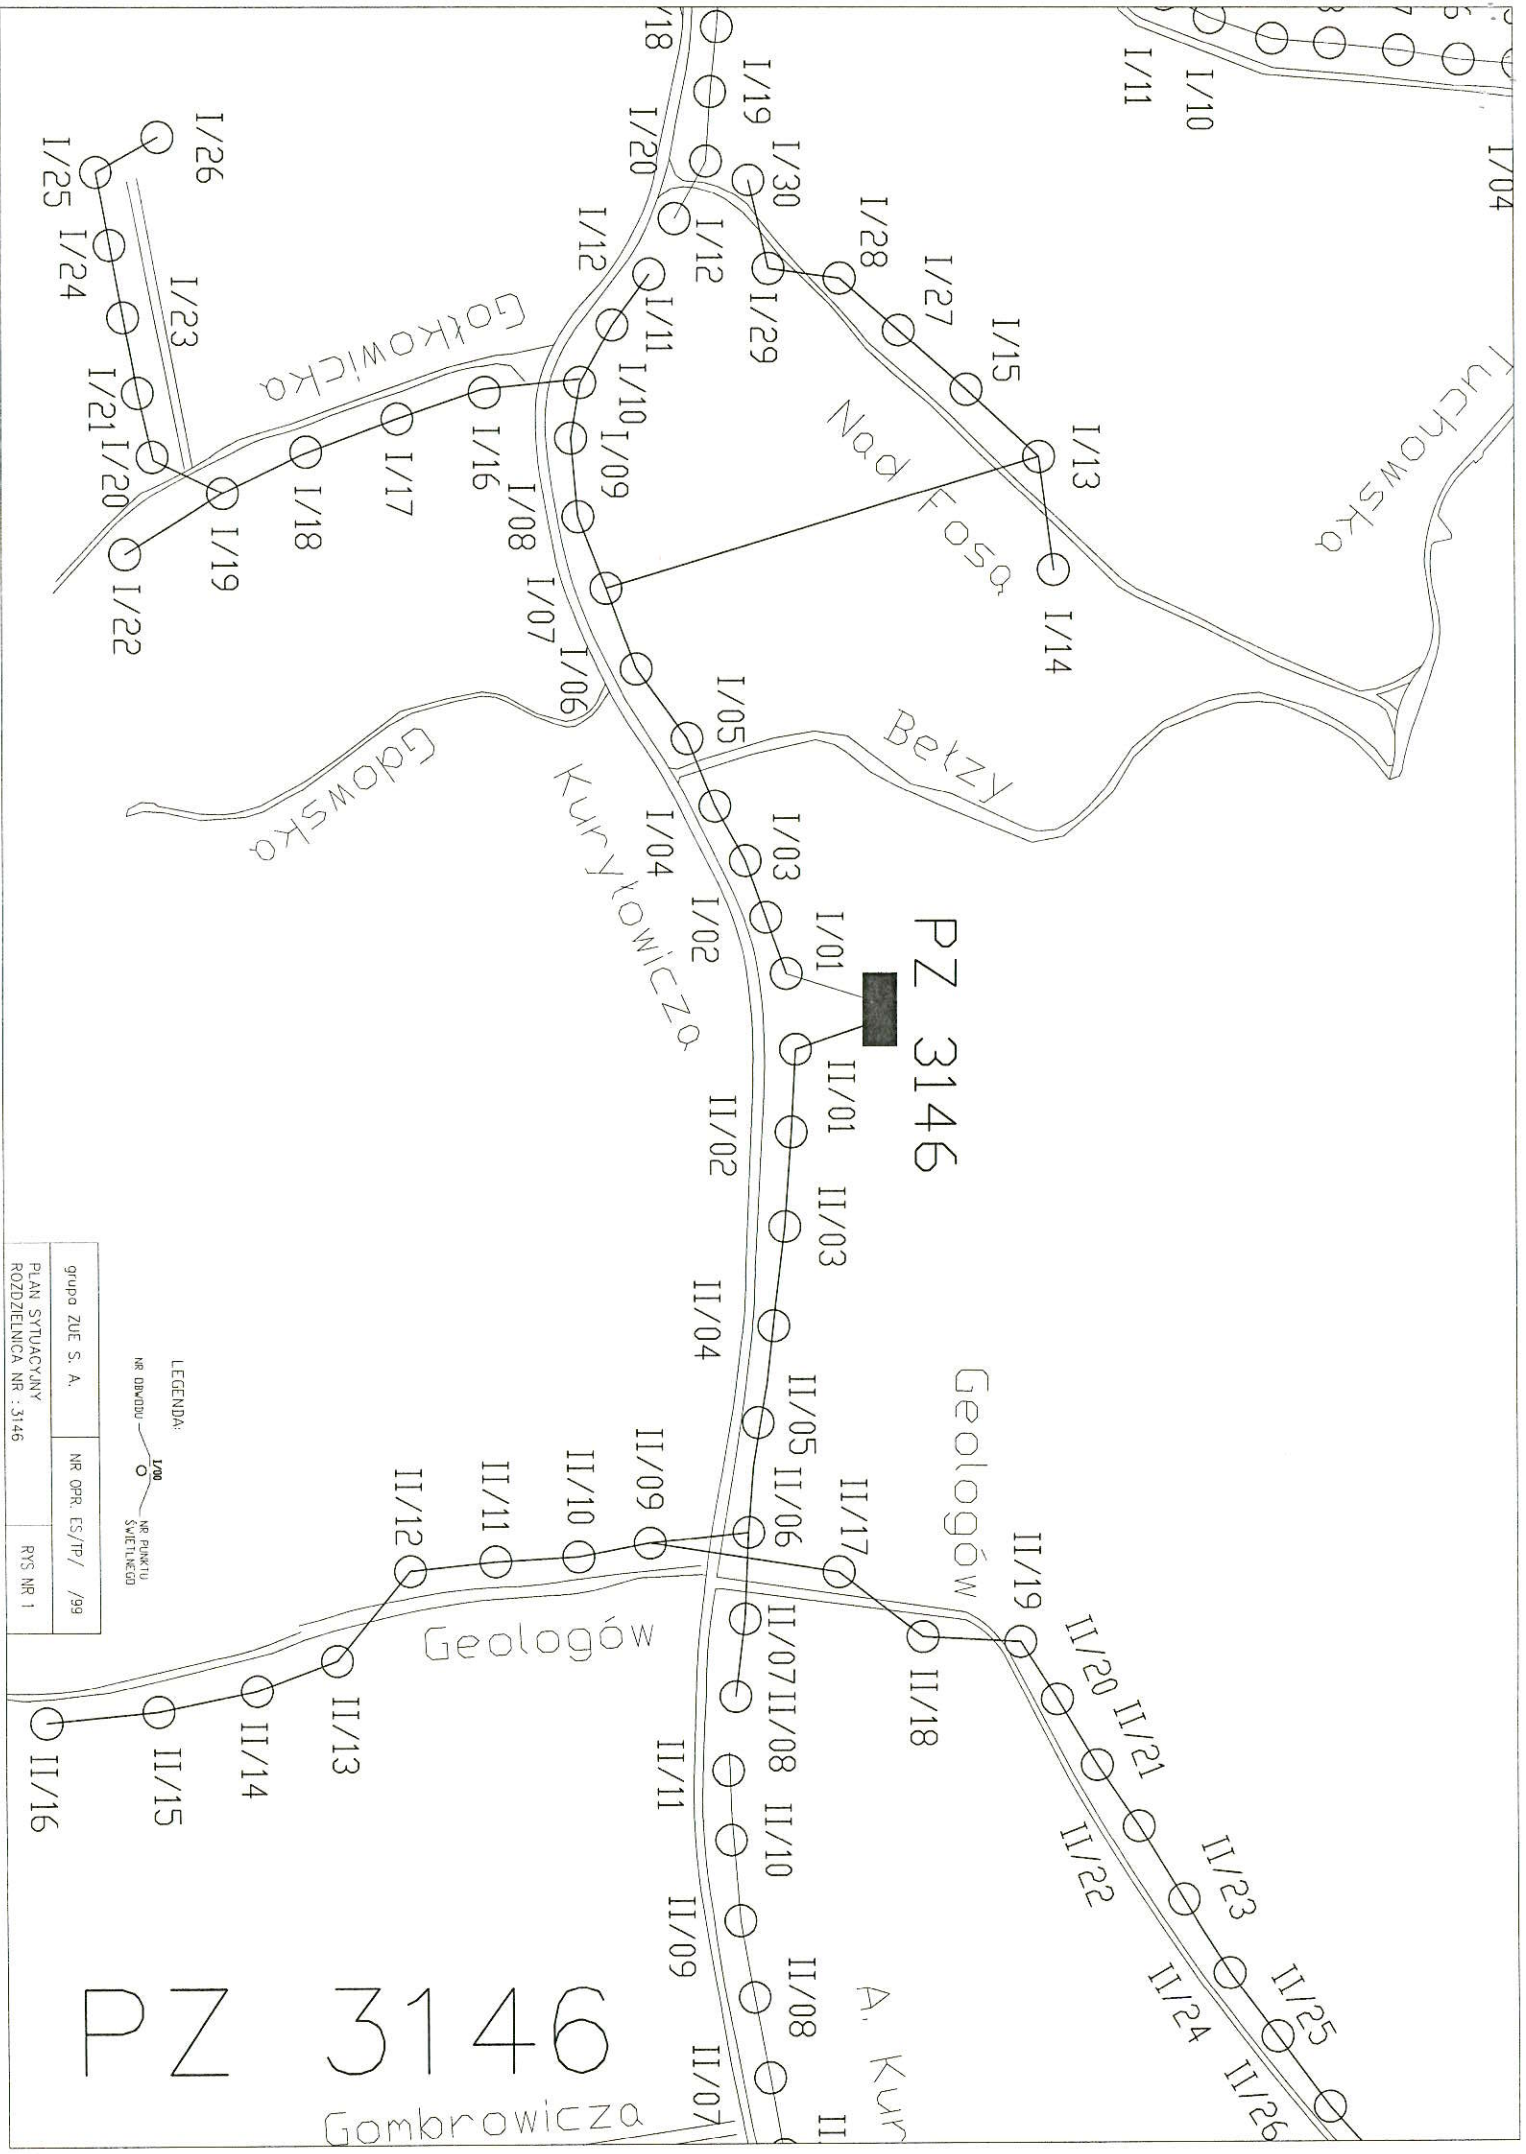 PZ 3146
I/18
I/19
I/20
I/12
I/12
I/30
I/29
I/28
I/27
I/15
I/13
I/14
I/11
I/10
I/09
I/08
I/07
I/06
I/05
I/04
I/03
I/02
I/01
I/10
I/11
I/04
I/16
I/17
I/18
I/19
I/20
I/21
I/22
I/23
I/24
I/25
I/26
Tuchowska
Nad Fosą
Bełzy
Gołkowicka
Gdowska
Kuryłowicza
II/01
II/02
II/03
II/04
II/05
II/06
II/07
II/08
II/09
II/10
II/11
II/12
II/13
II/14
II/15
II/16
II/17
II/18
II/19
II/20
II/21
II/22
II/23
II/24
II/25
II/26
Geologów
Geologów
II/11
II/10
II/09
II/08
II/07
II
A. Kur
Gombrowicza
PZ 3146
LEGENDA:
I/00
NR OBWODU
NR PUNKTU
ŚWIETLNEGO
grupa ZUE S. A.
NR OPR. ES/TP/ /99
PLAN SYTUACYJNY
ROZDZIELNICA NR : 3146
RYS NR 1